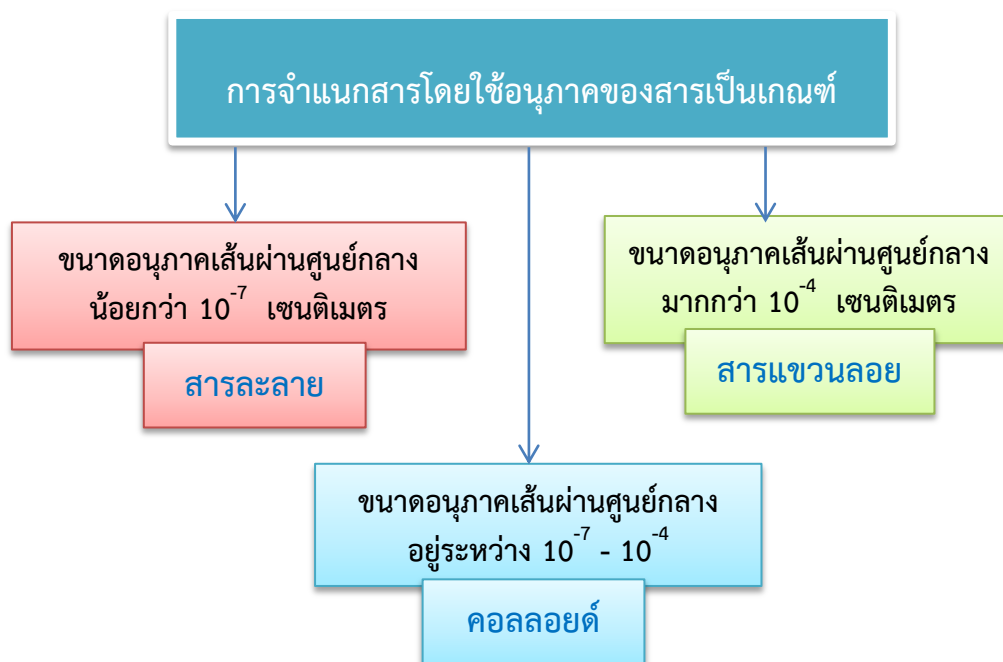 การจำแนกสารโดยใช้อนุภาคของสารเป็นเกณฑ์
ขนาดอนุภาคเส้นผ่านศูนย์กลาง
น้อยกว่า 10⁻⁷ เซนติเมตร
สารละลาย
ขนาดอนุภาคเส้นผ่านศูนย์กลาง
มากกว่า 10⁻⁴ เซนติเมตร
สารแขวนลอย
ขนาดอนุภาคเส้นผ่านศูนย์กลาง
อยู่ระหว่าง 10⁻⁷ - 10⁻⁴
คอลลอยด์